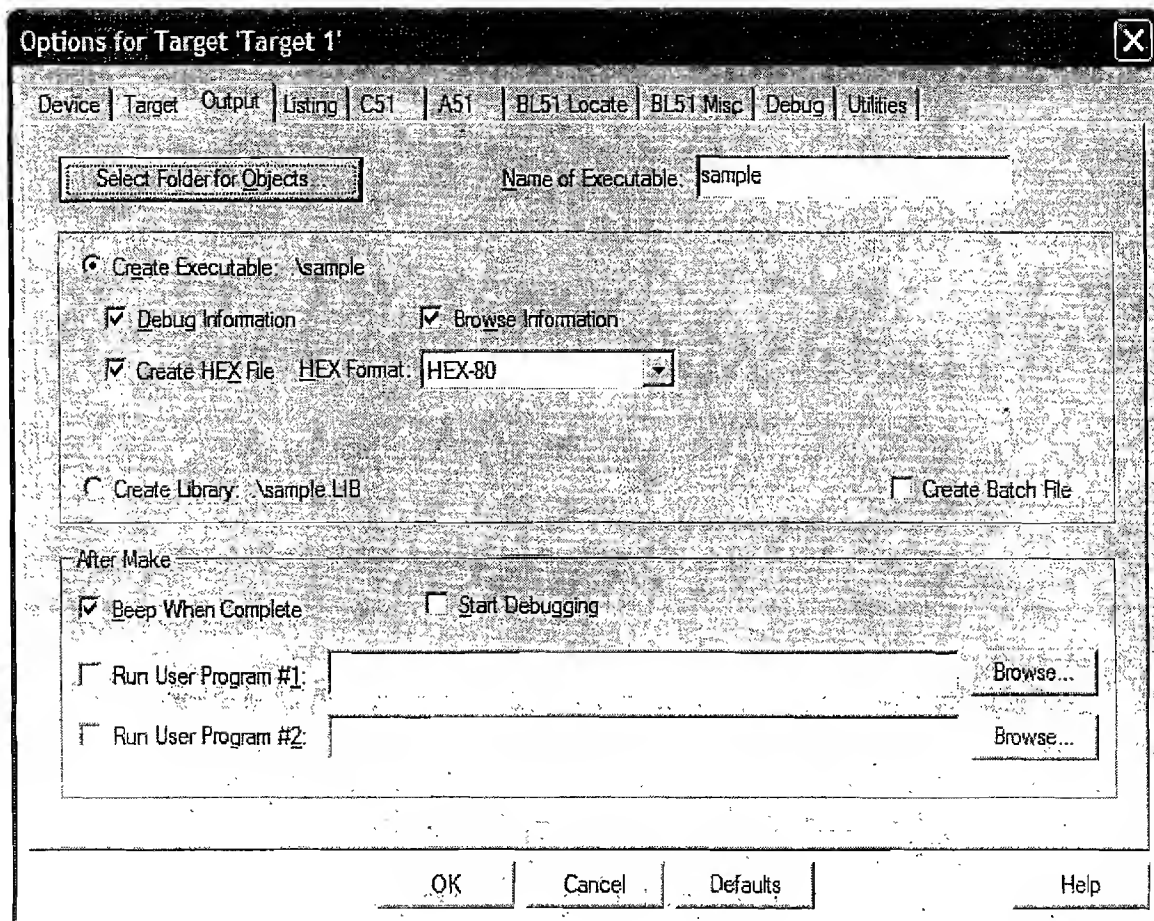 Options for Target 'Target 1'
Device Target Output Listing C51 A51 BL51 Locate BL51 Misc Debug Utilities
Select Folder for Objects...
Name of Executable: sample
Create Executable: .\sample
Debug Information Browse Information
Create HEX File HEX Format: HEX-80
Create Library: .\sample.LIB Create Batch File
After Make
Beep When Complete Start Debugging
Run User Program #1: Browse...
Run User Program #2: Browse...
OK Cancel Defaults Help